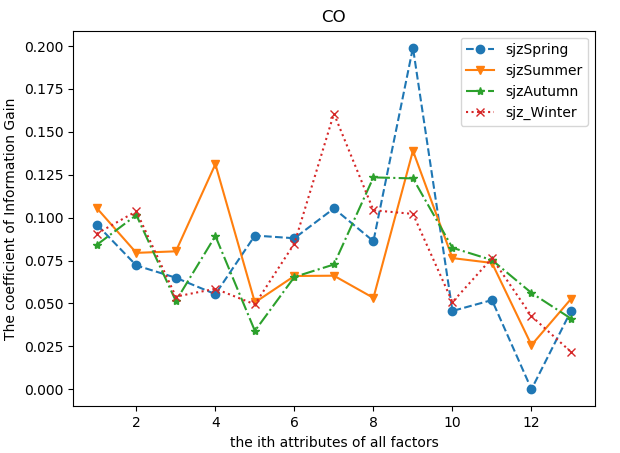 CO
The coefficient of Information Gain
0.200
0.175
0.150
0.125
0.100
0.075
0.050
0.025
0.000
sjzSpring
sjzSummer
sjzAutumn
sjz_Winter
2 4 6 8 10 12
the ith attributes of all factors